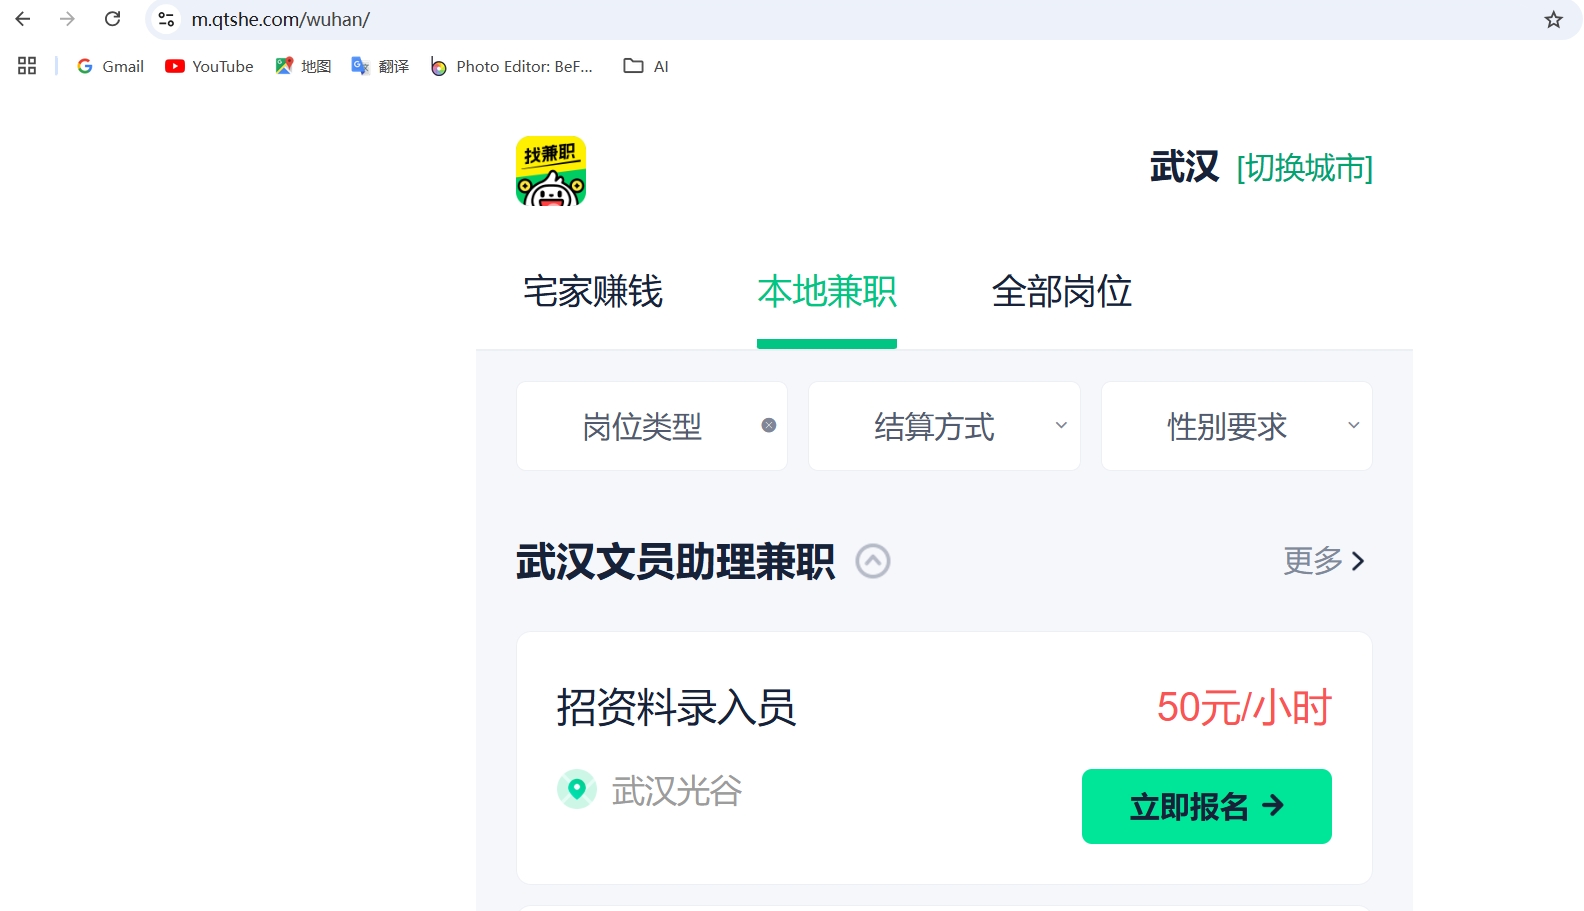 m.qtshe.com/wuhan/
Gmail YouTube 地图 翻译 Photo Editor: BeF... AI
找兼职
武汉 [切换城市]
宅家赚钱 本地兼职 全部岗位
岗位类型 结算方式 性别要求
武汉文员助理兼职 更多
招资料录入员 50元/小时
武汉光谷
立即报名